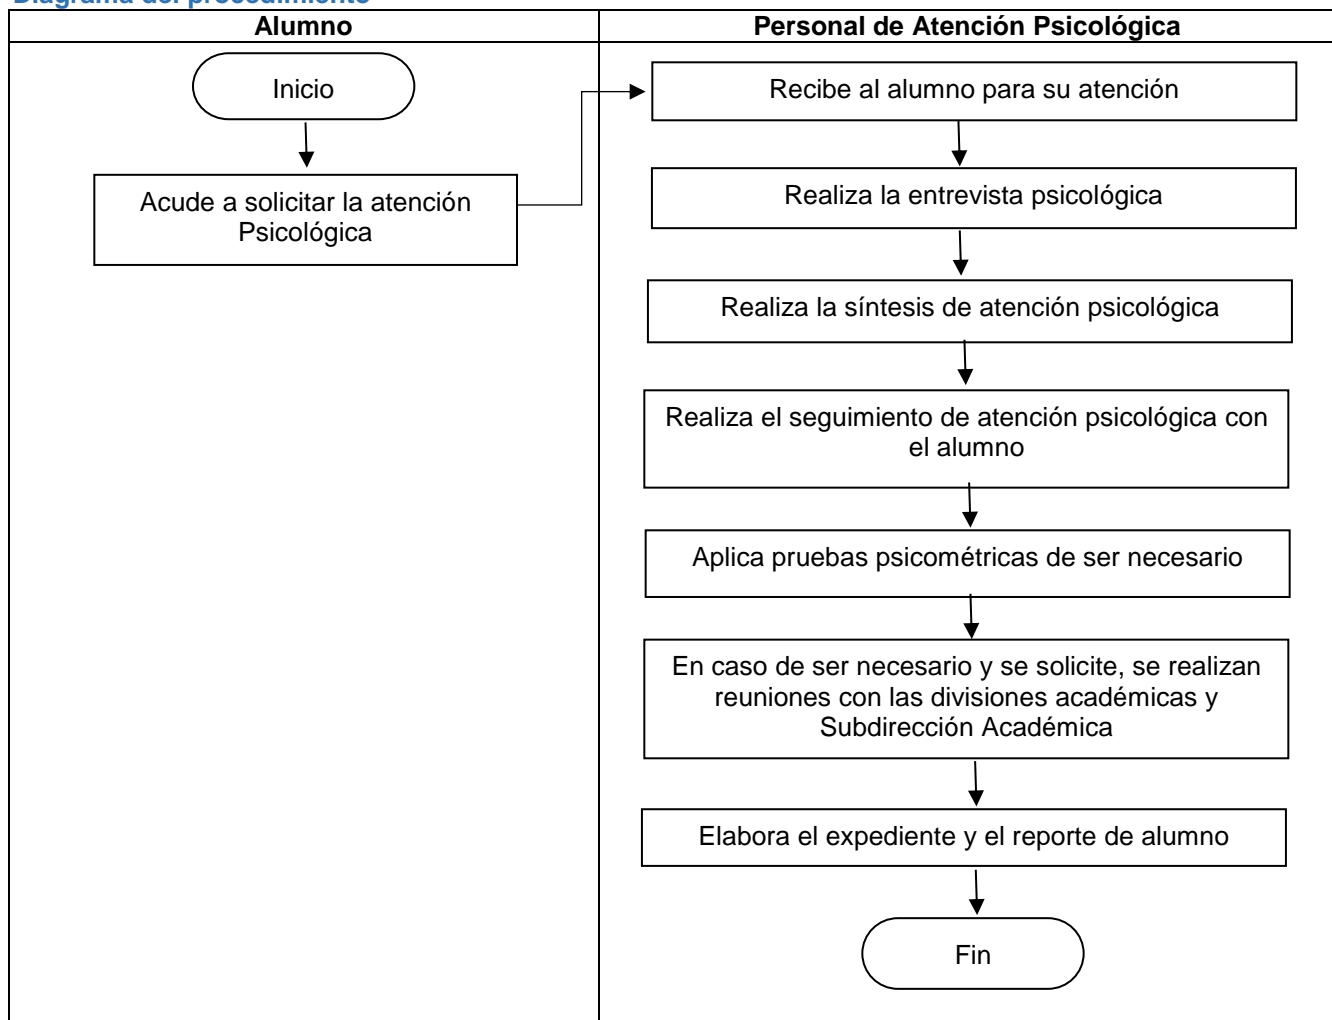 Diagrama del procedimiento
Alumno
Personal de Atención Psicológica
Inicio
Acude a solicitar la atención
Psicológica
Recibe al alumno para su atención
Realiza la entrevista psicológica
Realiza la síntesis de atención psicológica
Realiza el seguimiento de atención psicológica con
el alumno
Aplica pruebas psicométricas de ser necesario
En caso de ser necesario y se solicite, se realizan
reuniones con las divisiones académicas y
Subdirección Académica
Elabora el expediente y el reporte de alumno
Fin